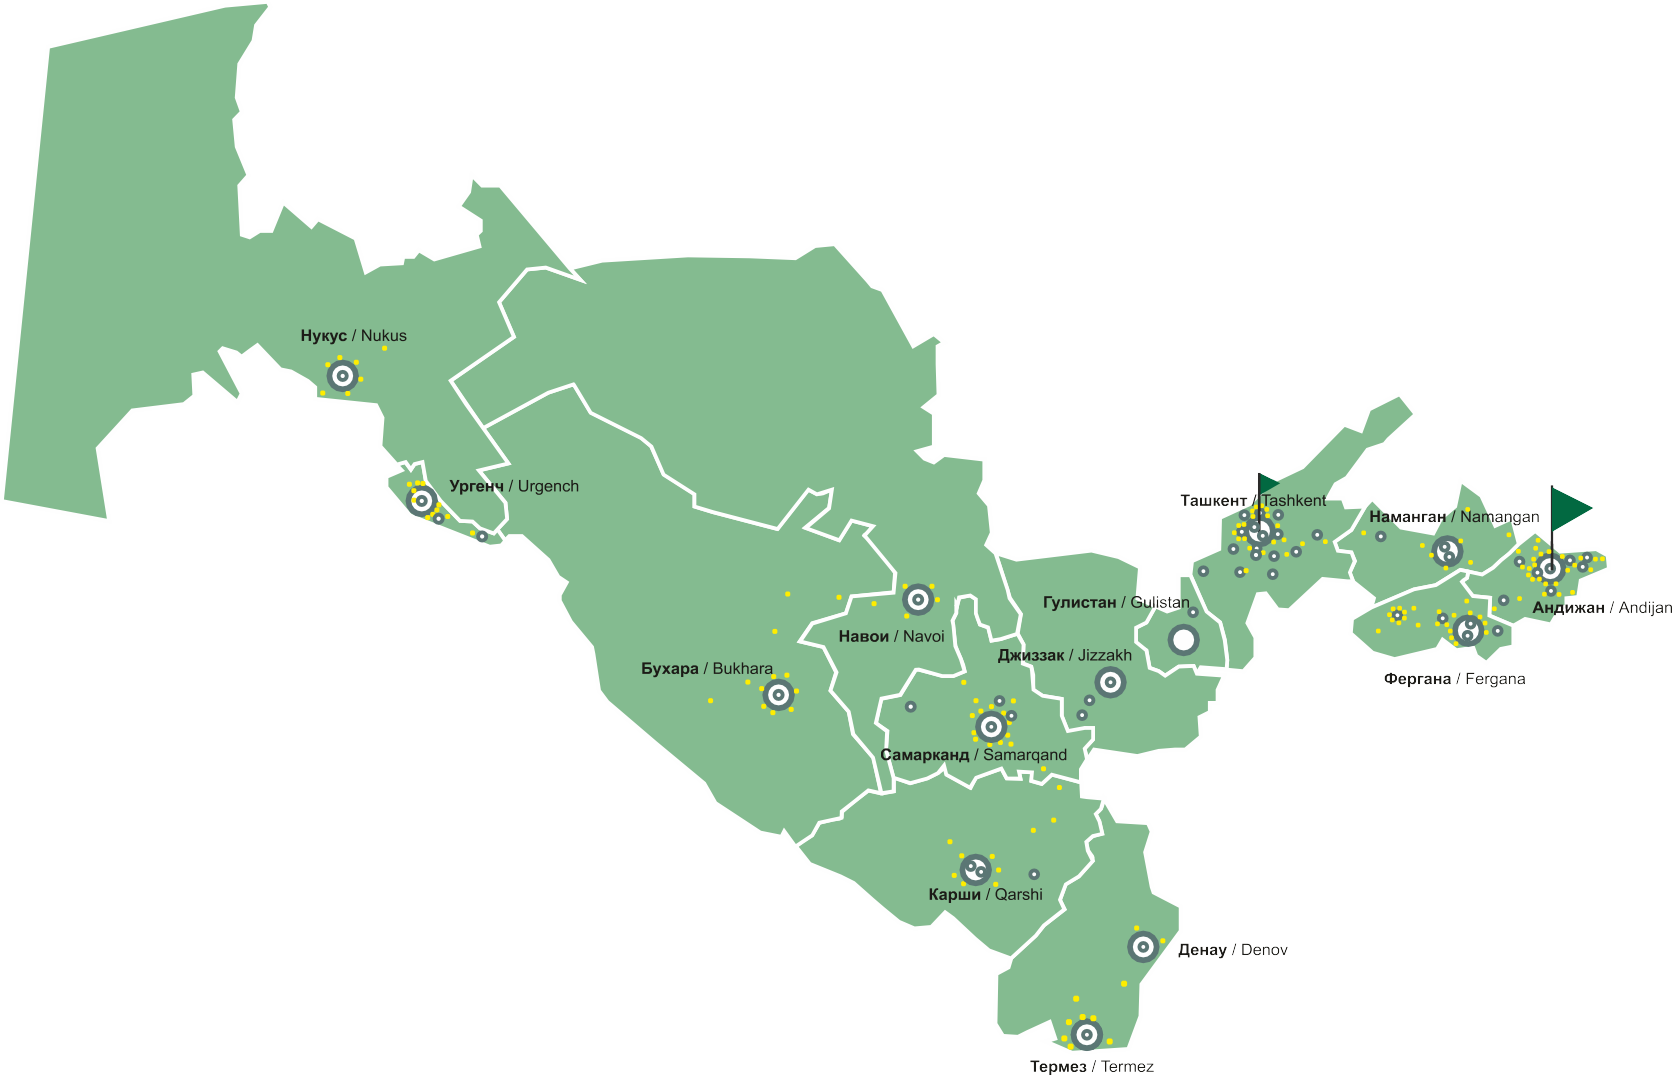 Нукус / Nukus
Ургенч / Urgench
Ташкент / Tashkent
Наманган / Namangan
Гулистан / Gulistan
Андижан / Andijan
Навои / Navoi
Джиззак / Jizzakh
Бухара / Bukhara
Фергана / Fergana
Самарканд / Samarqand
Карши / Qarshi
Денау / Denov
Термез / Termez